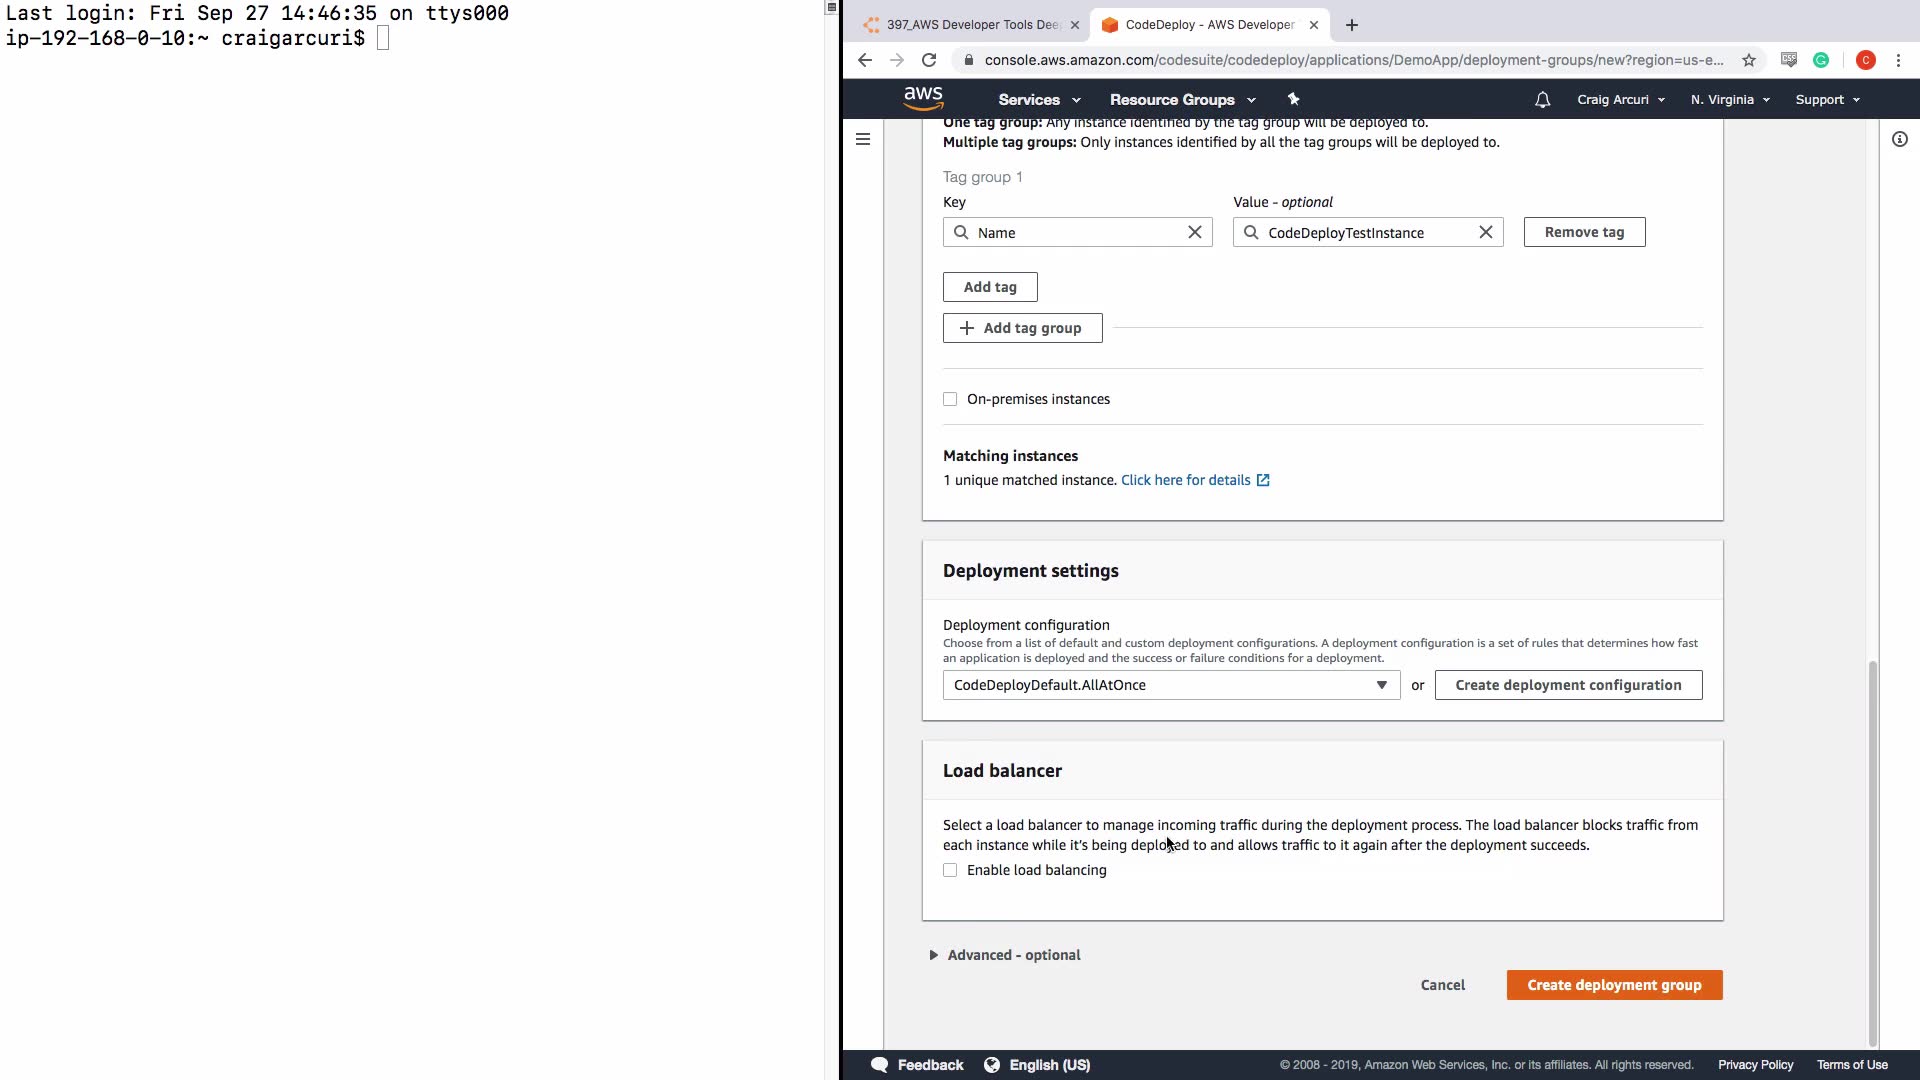 Last login: Fri Sep 27 14:46:35 on ttys000
ip-192-168-0-10:~ craigarcuri$
397_AWS Developer Tools Dee
CodeDeploy - AWS Developer
console.aws.amazon.com/codesuite/codedeploy/applications/DemoApp/deployment-groups/new?region=us-e...
C
aws
Services
Resource Groups
Craig Arcuri
N. Virginia
Support
One tag group: Any instance identified by the tag group will be deployed to.
Multiple tag groups: Only instances identified by all the tag groups will be deployed to.
Tag group 1
Key
Value - optional
Name
CodeDeployTestInstance
Remove tag
Add tag
Add tag group
On-premises instances
Matching instances
1 unique matched instance. Click here for details
Deployment settings
Deployment configuration
Choose from a list of default and custom deployment configurations. A deployment configuration is a set of rules that determines how fast
an application is deployed and the success or failure conditions for a deployment.
CodeDeployDefault.AllAtOnce
or
Create deployment configuration
Load balancer
Select a load balancer to manage incoming traffic during the deployment process. The load balancer blocks traffic from
each instance while it's being deployed to and allows traffic to it again after the deployment succeeds.
Enable load balancing
Advanced - optional
Cancel
Create deployment group
Feedback
English (US)
© 2008 - 2019, Amazon Web Services, Inc. or its affiliates. All rights reserved.
Privacy Policy
Terms of Use